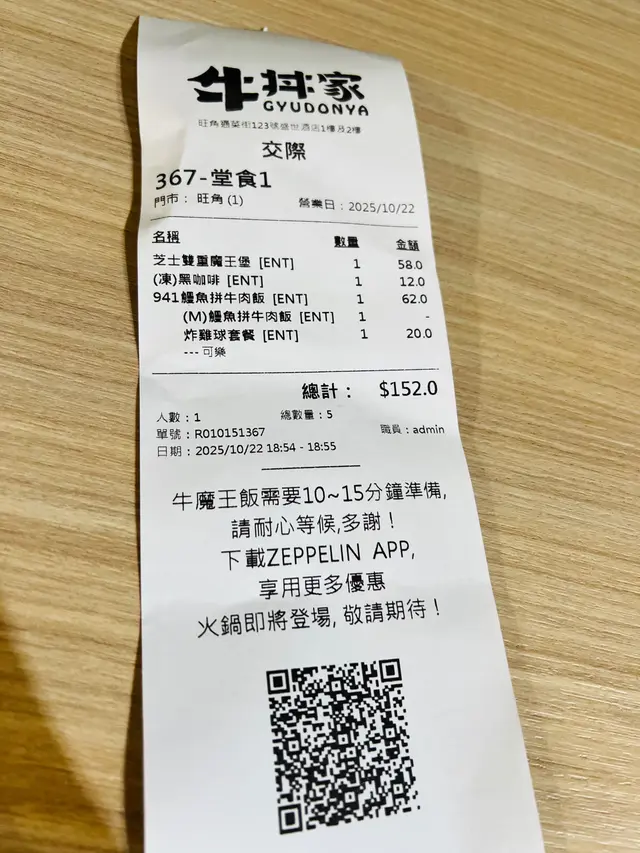 牛丼家
GYUDONYA
旺角通菜街123號盛世酒店1樓及2樓
交際
367-堂食1
門市： 旺角 (1) 營業日：2025/10/22
名稱 數量 金額
芝士雙重魔王堡 [ENT] 1 58.0
(凍)黑咖啡 [ENT] 1 12.0
941鰻魚拼牛肉飯 [ENT] 1 62.0
(M)鰻魚拼牛肉飯 [ENT] 1 -
炸雞球套餐 [ENT] 1 20.0
--- 可樂
總計： $152.0
人數：1 總數量：5
單號：R010151367 職員：admin
日期：2025/10/22 18:54 - 18:55
牛魔王飯需要10~15分鐘準備,
請耐心等候,多謝！
下載ZEPPELIN APP,
享用更多優惠
火鍋即將登場, 敬請期待！